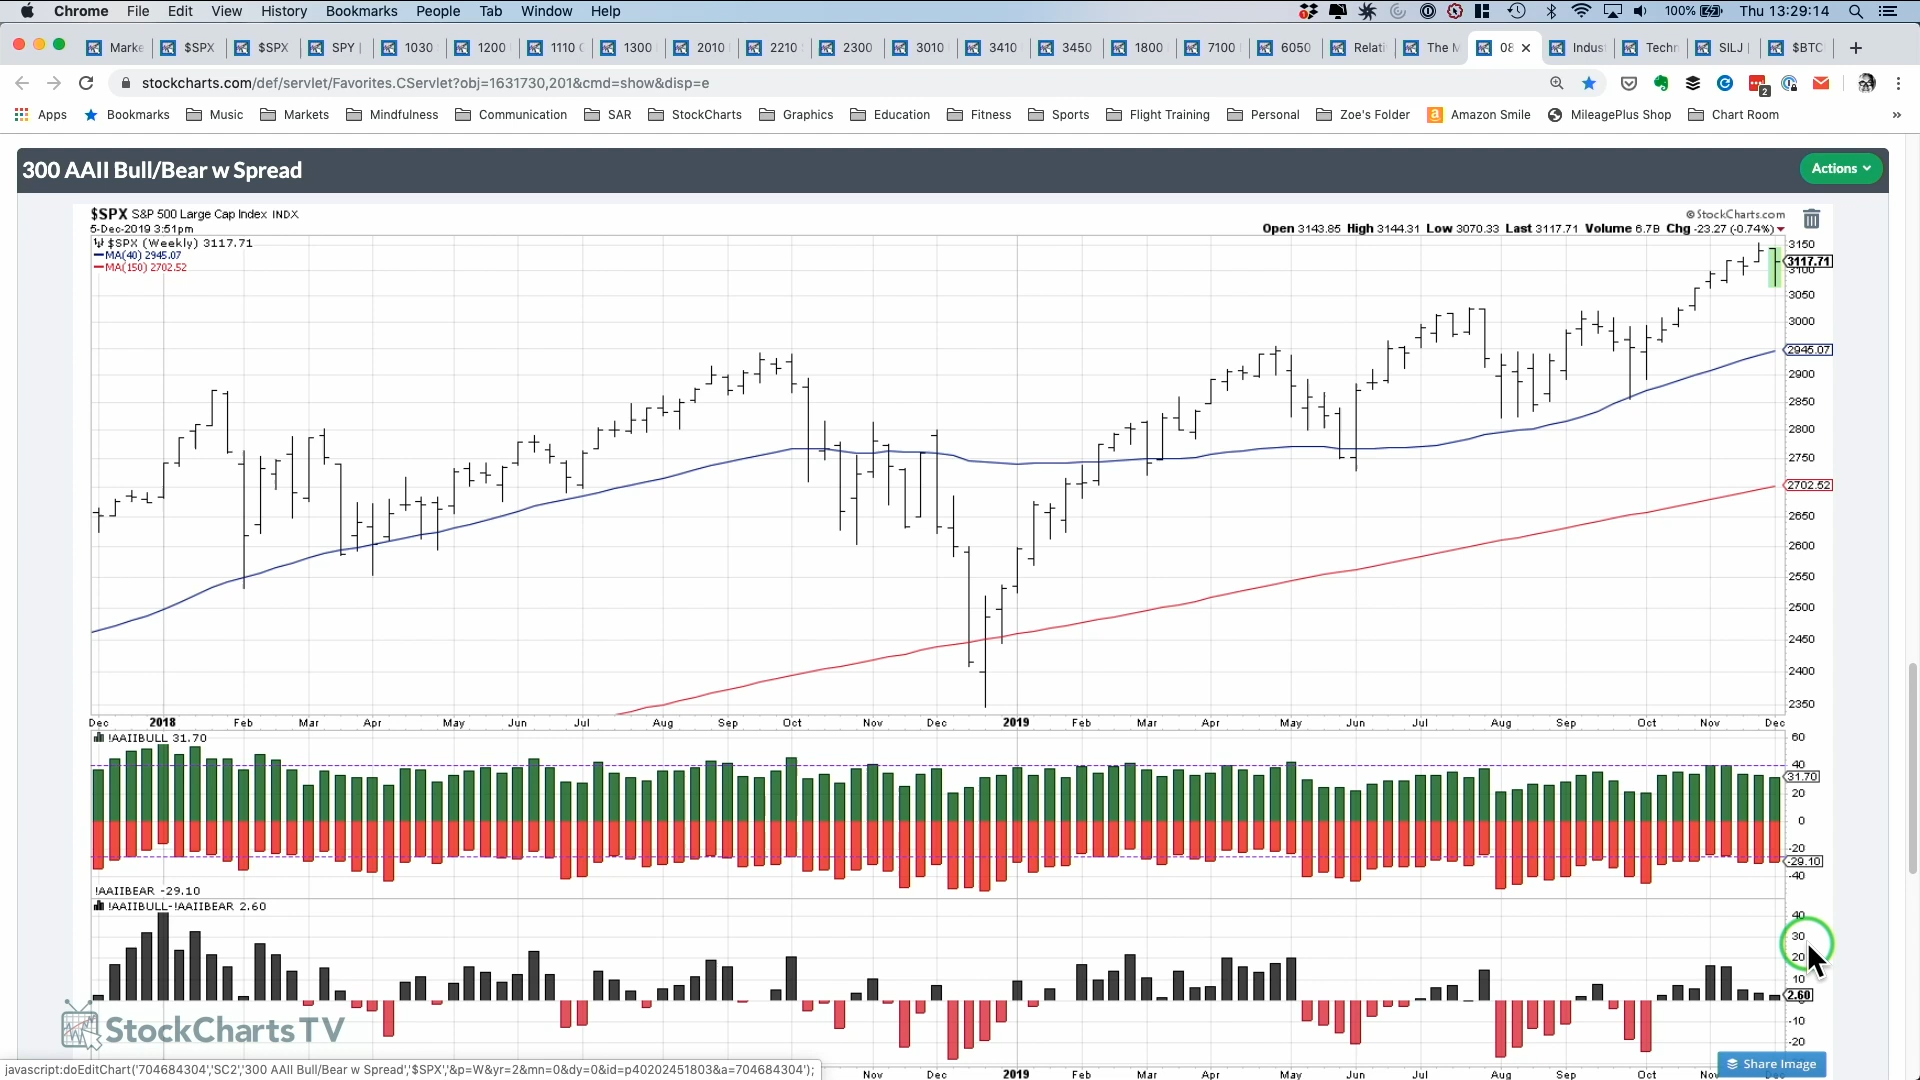 Chrome File Edit View History Bookmarks People Tab Window Help 100% Thu 13:29:14
Marke $SPX $SPX SPY | 1030 1200 1110 C 1300 2010 2210 2300 3010 3410 3450 1800 7100 6050 Relati The M 08 Indus Techn SILJ | $BTC
stockcharts.com/def/servlet/Favorites.CServlet?obj=1631730,201&cmd=show&disp=e 2
Apps Bookmarks Music Markets Mindfulness Communication SAR StockCharts Graphics Education Fitness Sports Flight Training Personal Zoe's Folder Amazon Smile MileagePlus Shop Chart Room »
300 AAII Bull/Bear w Spread Actions
$SPX S&P 500 Large Cap Index INDX © StockCharts.com
5-Dec-2019 3:51pm Open 3143.85 High 3144.31 Low 3070.33 Last 3117.71 Volume 6.7B Chg -23.27 (-0.74%)
$SPX (Weekly) 3117.71
MA(40) 2945.07
MA(150) 2702.52
3150
3117.71
3100
3050
3000
2945.07
2900
2850
2800
2750
2702.52
2650
2600
2550
2500
2450
2400
2350
Dec 2018 Feb Mar Apr May Jun Jul Aug Sep Oct Nov Dec 2019 Feb Mar Apr May Jun Jul Aug Sep Oct Nov Dec
!AAIIBULL 31.70
60
40
31.70
20
0
-20
-29.10
-40
!AAIIBEAR -29.10
!AAIIBULL-!AAIIBEAR 2.60
40
30
20
10
2.60
-10
-20
StockCharts TV
Share Image
javascript:doEditChart('704684304','SC2','300 AAII Bull/Bear w Spread','$SPX','&p=W&yr=2&mn=0&dy=0&id=p40202451803&a=704684304');
Nov Dec 2019 Feb Mar Apr May Jun Jul Aug Sep Oct Nov Dec